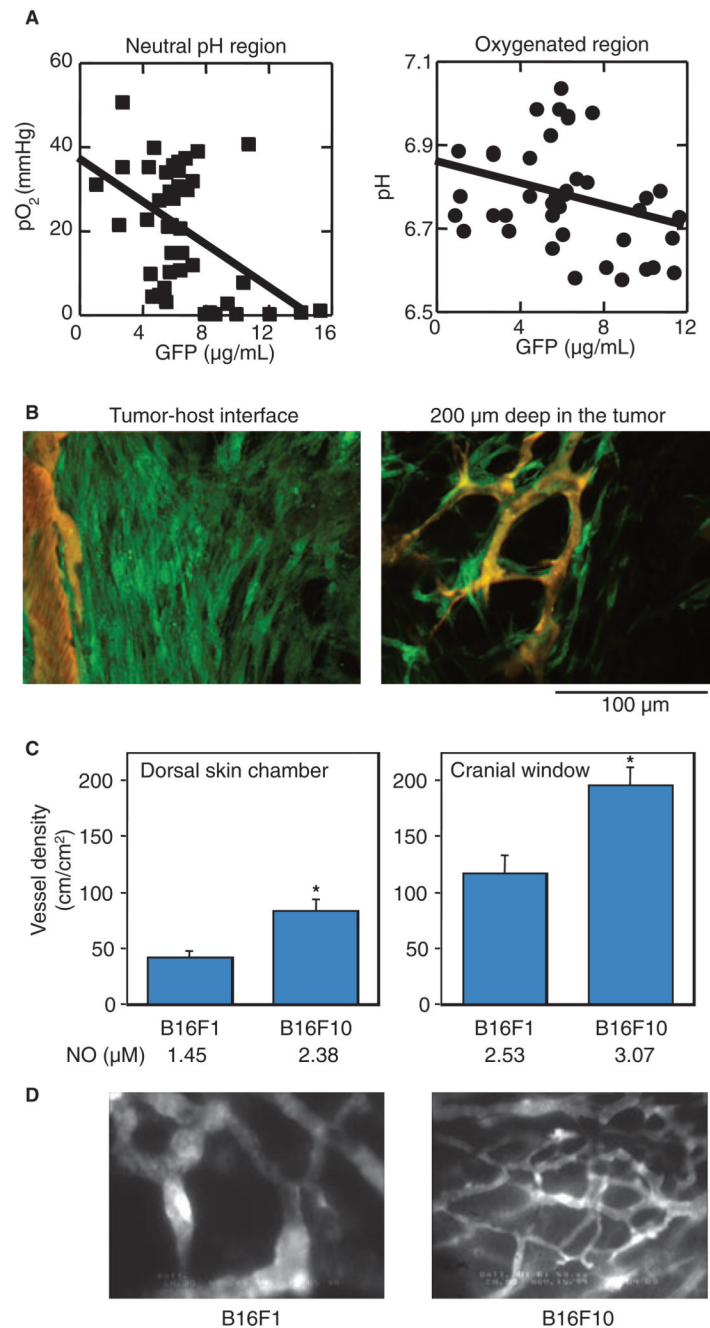 A
Neutral pH region
Oxygenated region
60
40
20
0
pO₂ (mmHg)
0 4 8 12 16
GFP (µg/mL)
7.1
6.9
6.7
6.5
pH
0 4 8 12
GFP (µg/mL)
B
Tumor-host interface
200 µm deep in the tumor
100 µm
C
Dorsal skin chamber
Cranial window
Vessel density
(cm/cm²)
200
150
100
50
0
*
200
150
100
50
0
*
B16F1 B16F10 B16F1 B16F10
NO (µM) 1.45 2.38 2.53 3.07
D
B16F1
B16F10